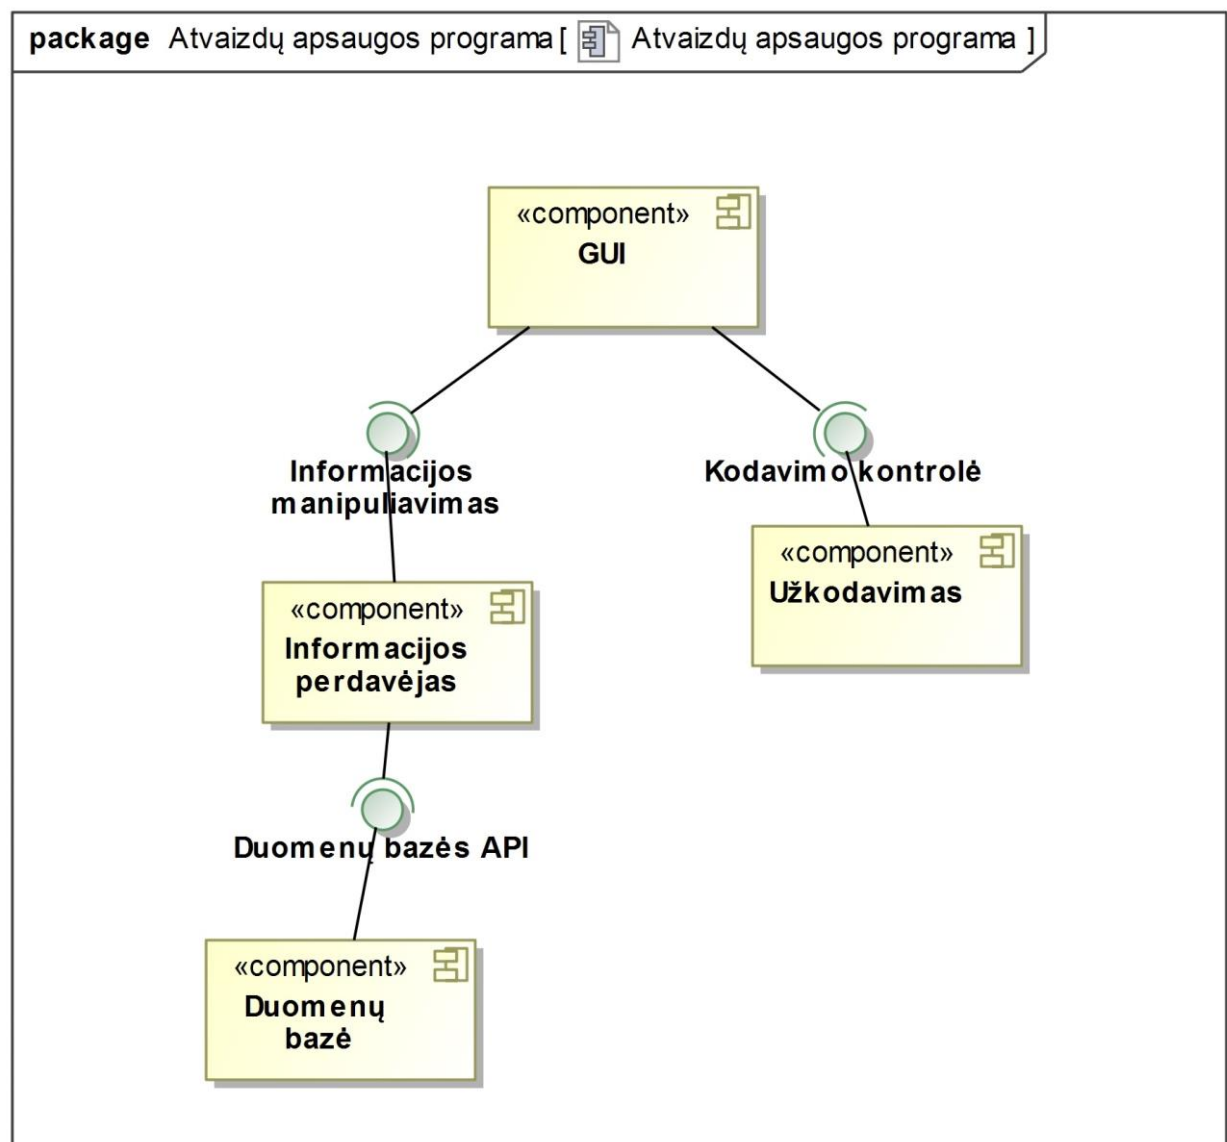 package Atvaizdų apsaugos programa [ Atvaizdų apsaugos programa ]
«component»
GUI
Informacijos
manipuliavimas
Kodavimo kontrolė
«component»
Užkodavimas
«component»
Informacijos
perdavėjas
Duomenų bazės API
«component»
Duomenų
bazė